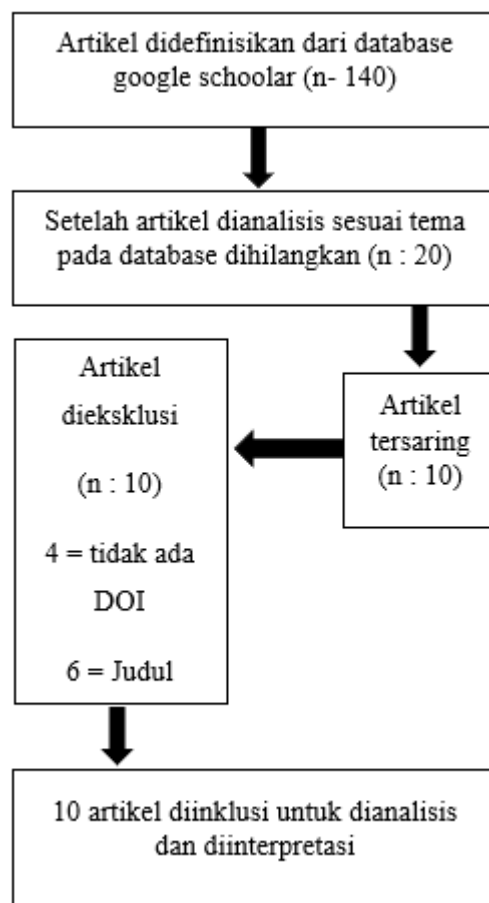 Artikel didefinisikan dari database
google schoolar (n- 140)
Setelah artikel dianalisis sesuai tema
pada database dihilangkan (n : 20)
Artikel
dieksklusi
(n : 10)
4 = tidak ada
DOI
6 = Judul
Artikel
tersaring
(n : 10)
10 artikel diinklusi untuk dianalisis
dan diinterpretasi